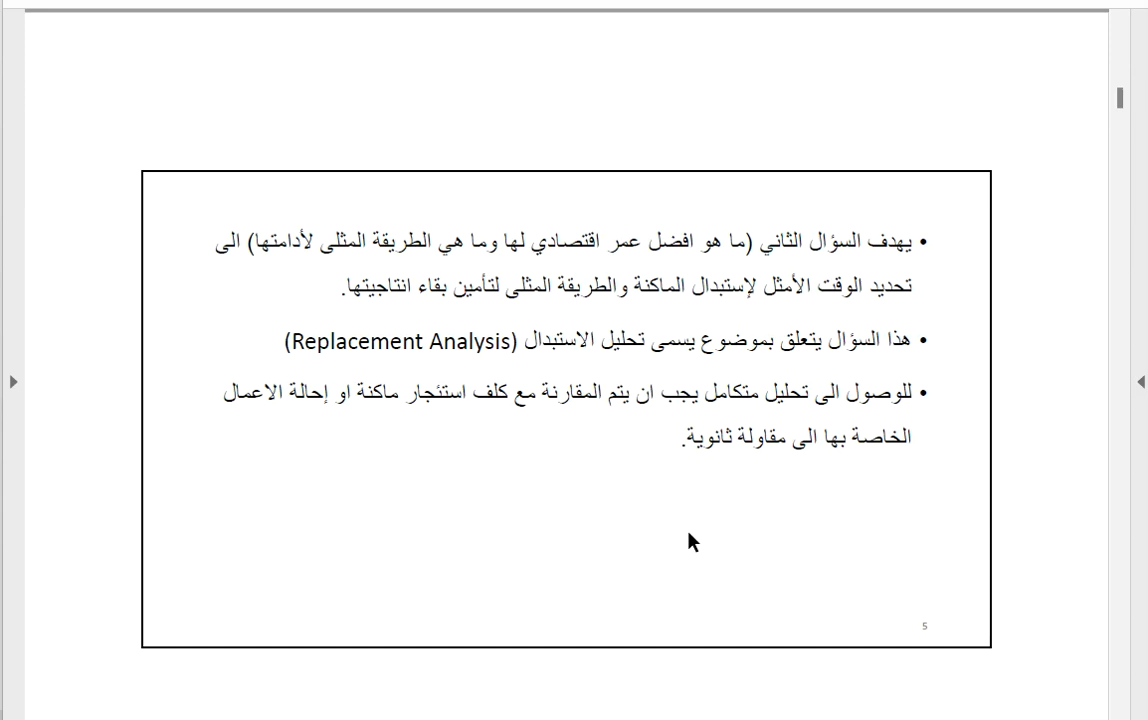 • يهدف السؤال الثاني (ما هو افضل عمر اقتصادي لها وما هي الطريقة المثلى لأدامتها) الى
تحديد الوقت الأمثل لإستبدال الماكنة والطريقة المثلى لتأمين بقاء انتاجيتها.
• هذا السؤال يتعلق بموضوع يسمى تحليل الاستبدال (Replacement Analysis)
• للوصول الى تحليل متكامل يجب ان يتم المقارنة مع كلف استئجار ماكنة او إحالة الاعمال
الخاصة بها الى مقاولة ثانوية.
5